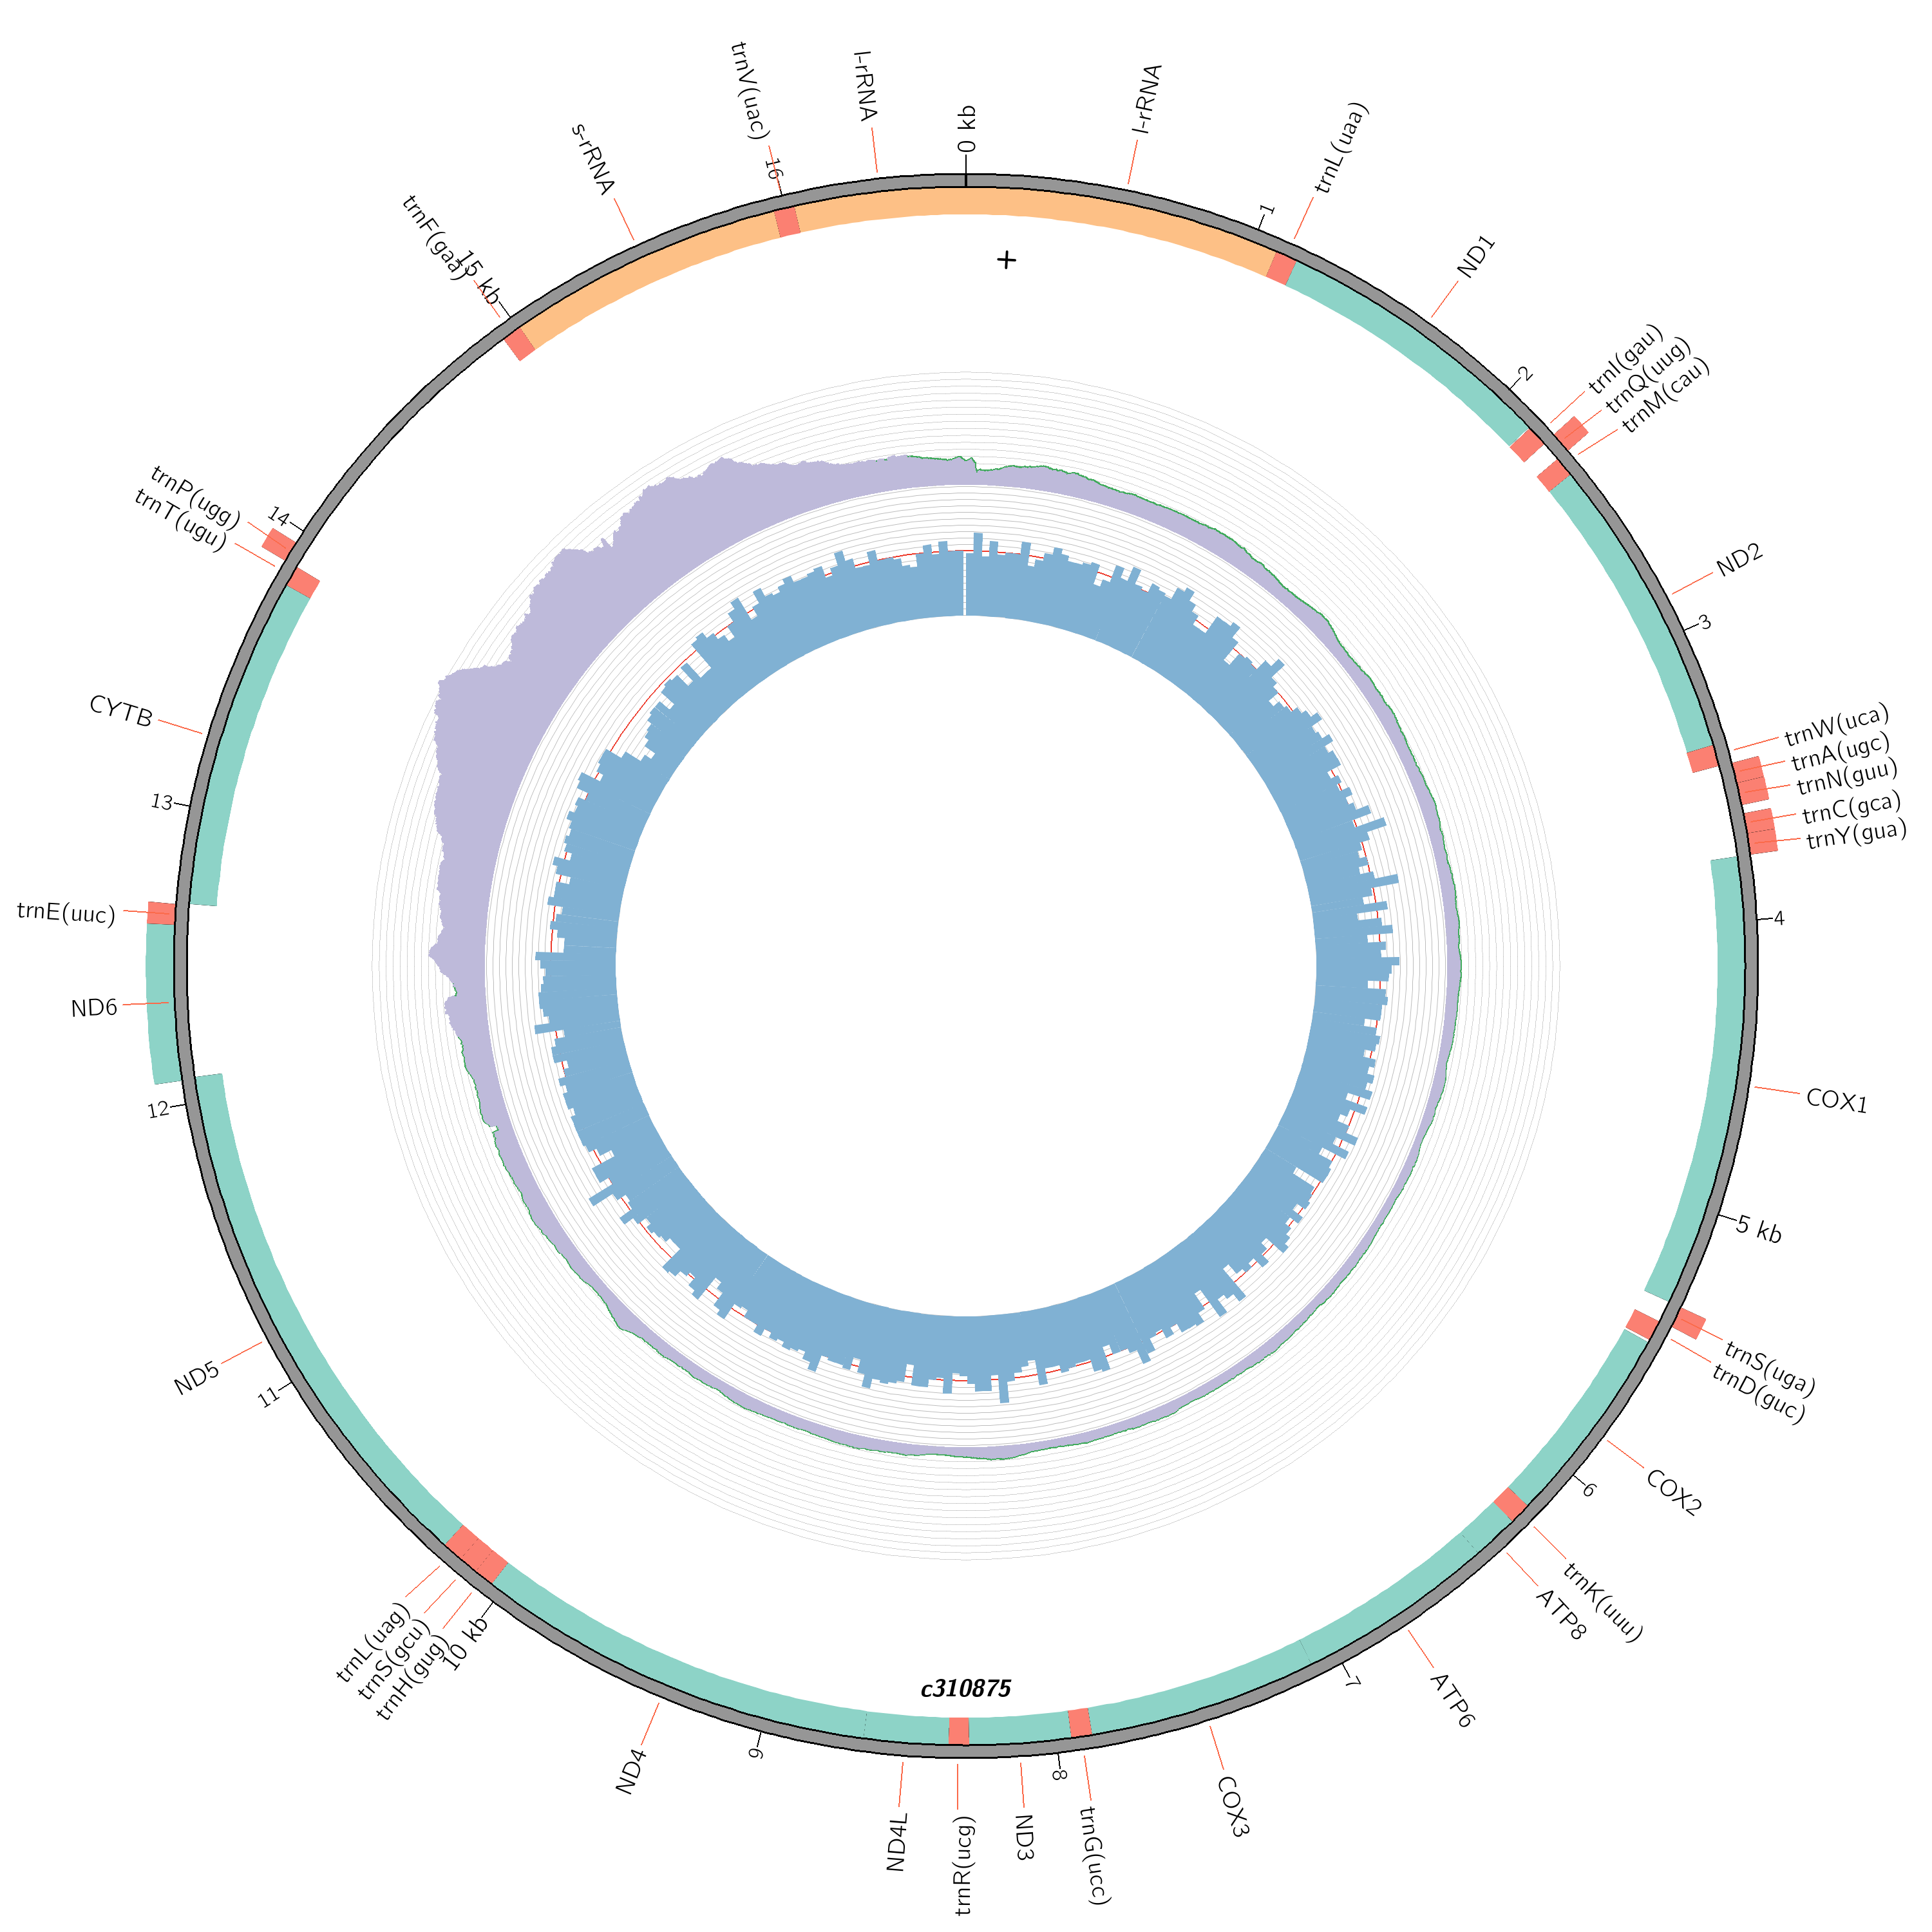 0 kb
l-rRNA
1
trnL(uaa)
ND1
2
trnI(gau)
trnQ(uug)
trnM(cau)
ND2
3
trnW(uca)
trnA(ugc)
trnN(guu)
trnC(gca)
trnY(gua)
4
COX1
5 kb
trnS(uga)
trnD(guc)
COX2
6
trnK(uuu)
ATP8
ATP6
7
COX3
trnG(ucc)
8
ND3
trnR(ucg)
ND4L
9
ND4
10 kb
trnH(gug)
trnS(gcu)
trnL(uag)
11
ND5
12
ND6
trnE(uuc)
13
CYTB
trnT(ugu)
trnP(ugg)
14
15 kb
trnF(gaa)
s-rRNA
16
trnV(uac)
l-rRNA
+
c310875